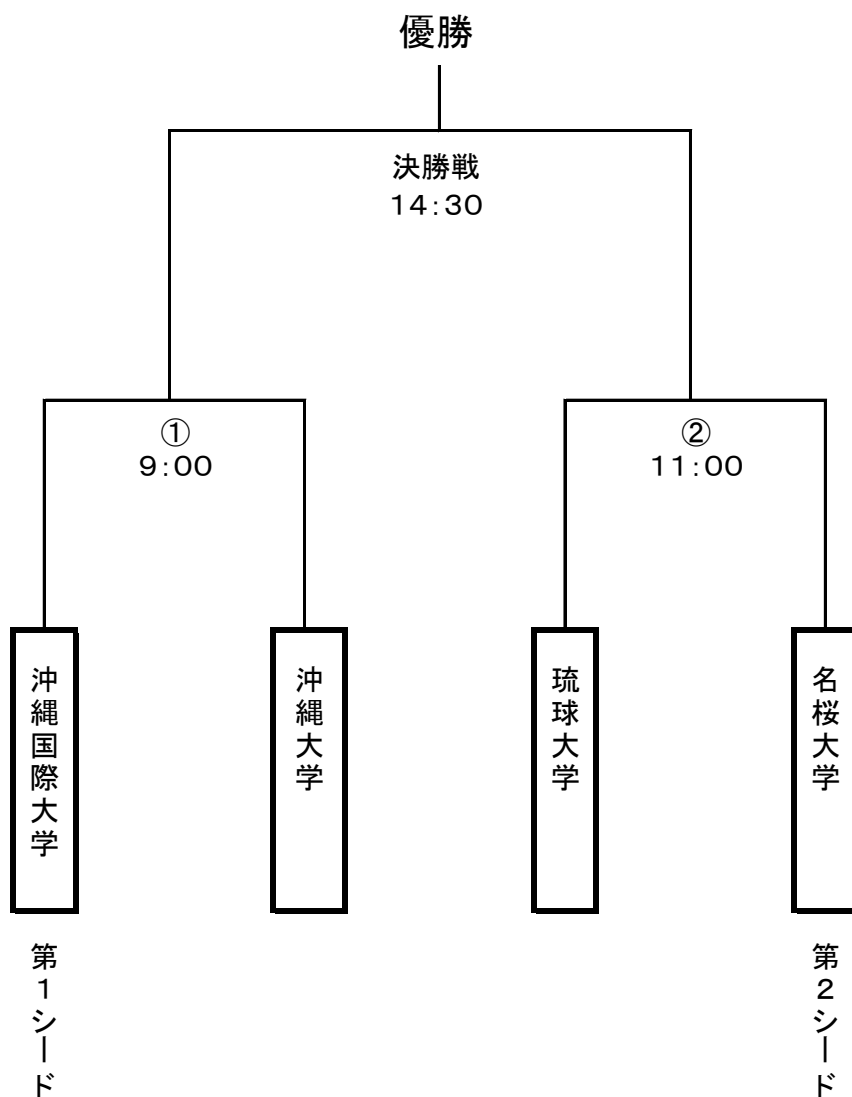 優勝
決勝戦
14:30
①
9:00
②
11:00
沖縄国際大学
沖縄大学
琉球大学
名桜大学
第1シード
第2シード